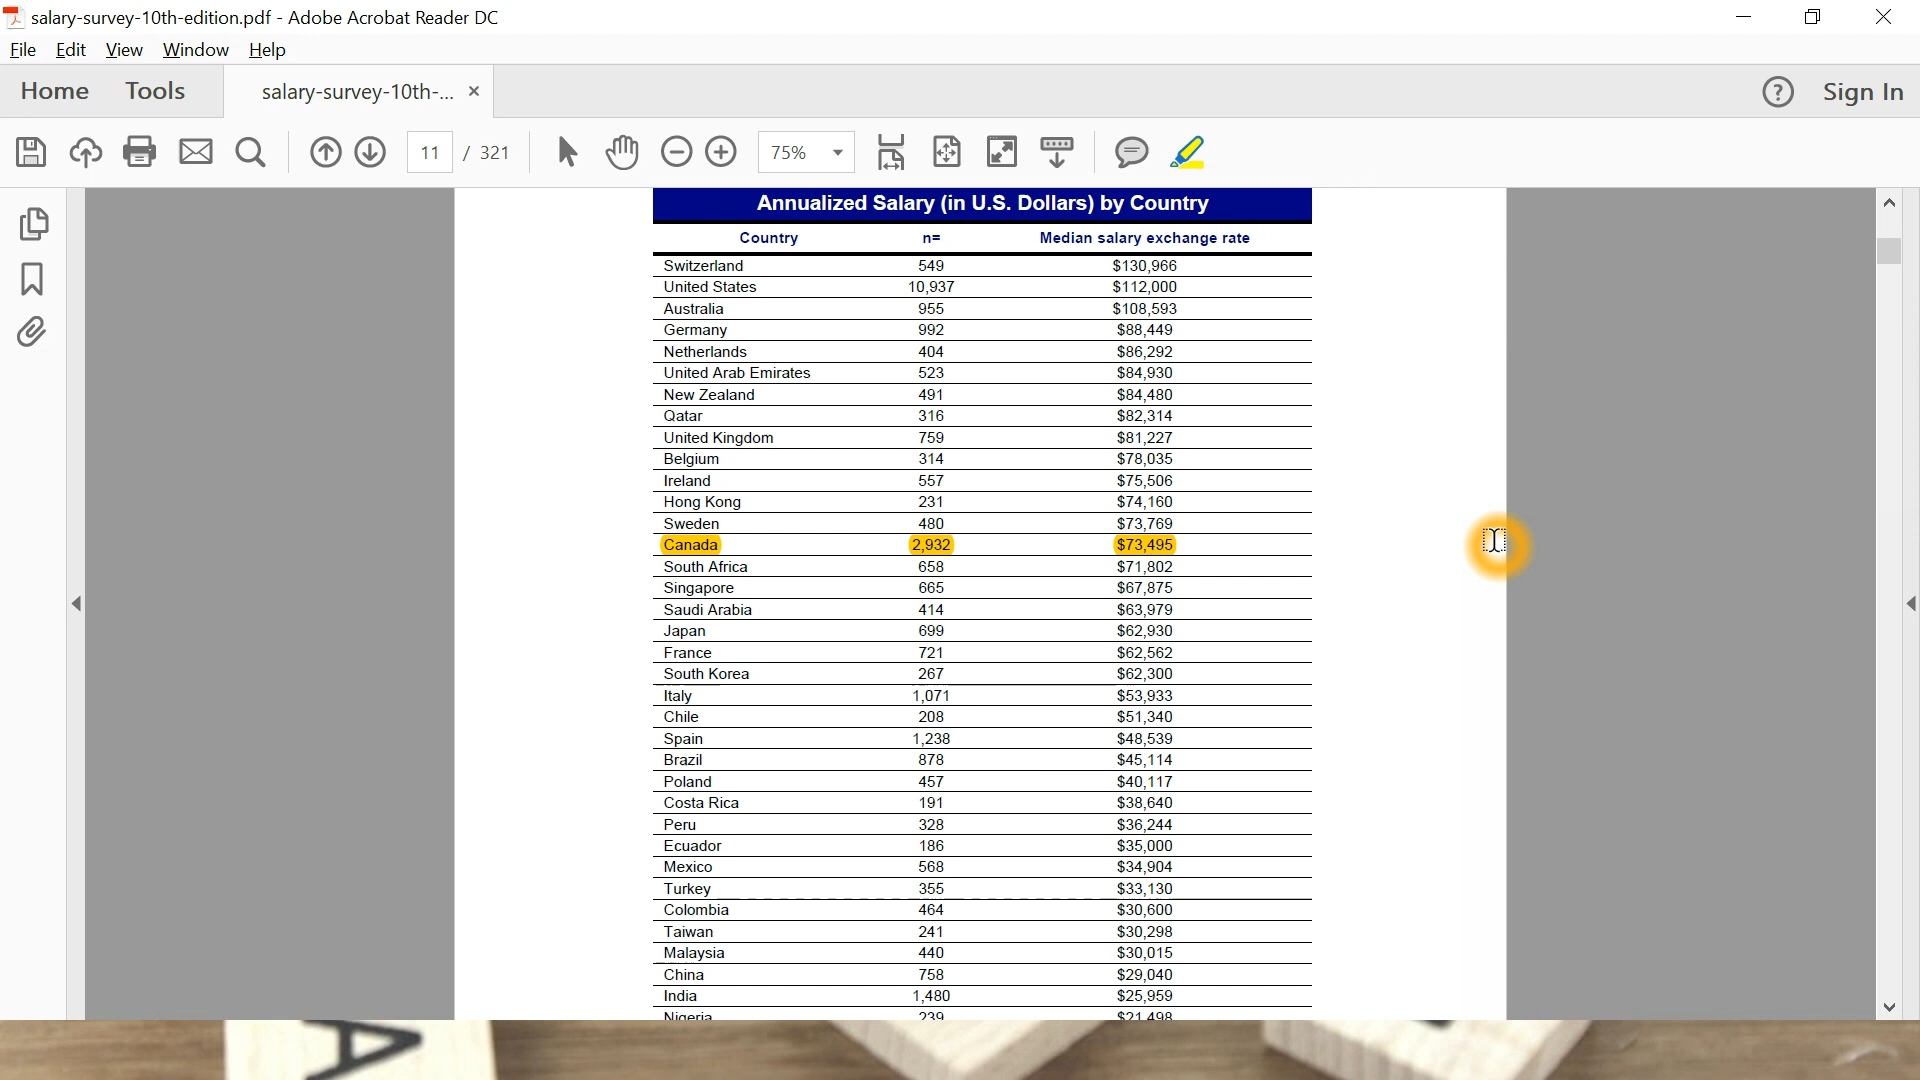 salary-survey-10th-edition.pdf - Adobe Acrobat Reader DC
File Edit View Window Help
Home Tools salary-survey-10th-... × ? Sign In
11 / 321 75%
Annualized Salary (in U.S. Dollars) by Country
Country n= Median salary exchange rate
Switzerland 549 $130,966
United States 10,937 $112,000
Australia 955 $108,593
Germany 992 $88,449
Netherlands 404 $86,292
United Arab Emirates 523 $84,930
New Zealand 491 $84,480
Qatar 316 $82,314
United Kingdom 759 $81,227
Belgium 314 $78,035
Ireland 557 $75,506
Hong Kong 231 $74,160
Sweden 480 $73,769
Canada 2,932 $73,495
South Africa 658 $71,802
Singapore 665 $67,875
Saudi Arabia 414 $63,979
Japan 699 $62,930
France 721 $62,562
South Korea 267 $62,300
Italy 1,071 $53,933
Chile 208 $51,340
Spain 1,238 $48,539
Brazil 878 $45,114
Poland 457 $40,117
Costa Rica 191 $38,640
Peru 328 $36,244
Ecuador 186 $35,000
Mexico 568 $34,904
Turkey 355 $33,130
Colombia 464 $30,600
Taiwan 241 $30,298
Malaysia 440 $30,015
China 758 $29,040
India 1,480 $25,959
Nigeria 239 $21,498
A